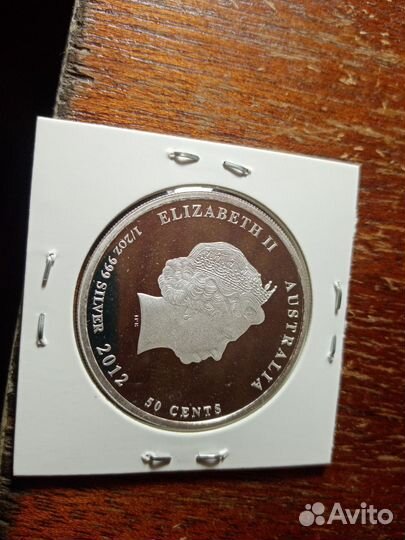 ELIZABETH II
AUSTRALIA
1/2OZ 999 SILVER 2012
50 CENTS
IRB
Avito